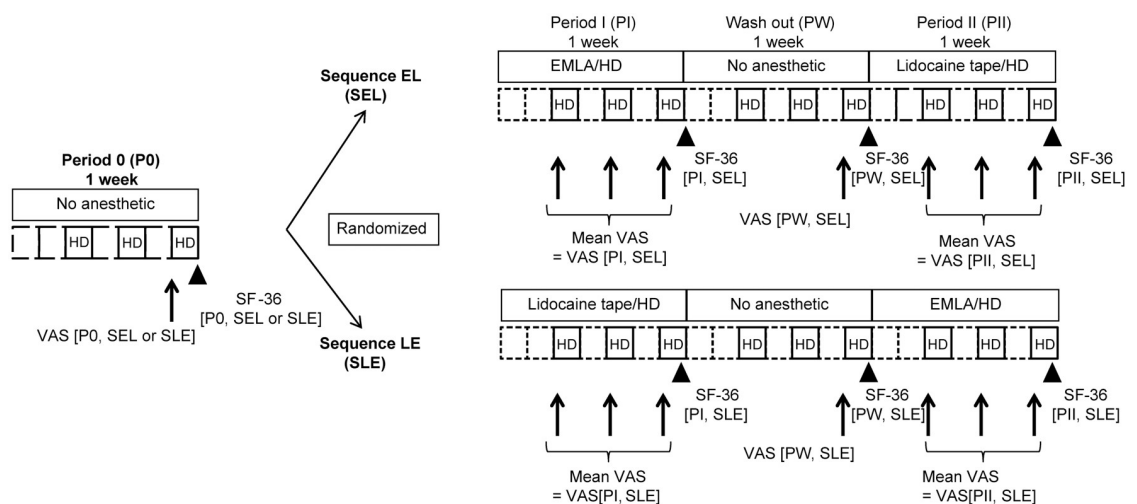 Period 0 (P0)
1 week
No anesthetic
HD HD HD
SF-36
[P0, SEL or SLE]
VAS [P0, SEL or SLE]
Sequence EL
(SEL)
Randomized
Sequence LE
(SLE)
Period I (PI) Wash out (PW) Period II (PII)
1 week 1 week 1 week
EMLA/HD No anesthetic Lidocaine tape/HD
HD HD HD HD HD HD HD HD HD
SF-36 SF-36 SF-36
[PI, SEL] [PW, SEL] [PII, SEL]
VAS [PW, SEL]
Mean VAS Mean VAS
= VAS [PI, SEL] = VAS [PII, SEL]
Lidocaine tape/HD No anesthetic EMLA/HD
HD HD HD HD HD HD HD HD HD
SF-36 SF-36 SF-36
[PI, SLE] [PW, SLE] [PII, SLE]
VAS [PW, SLE]
Mean VAS Mean VAS
= VAS[PI, SLE] = VAS[PII, SLE]